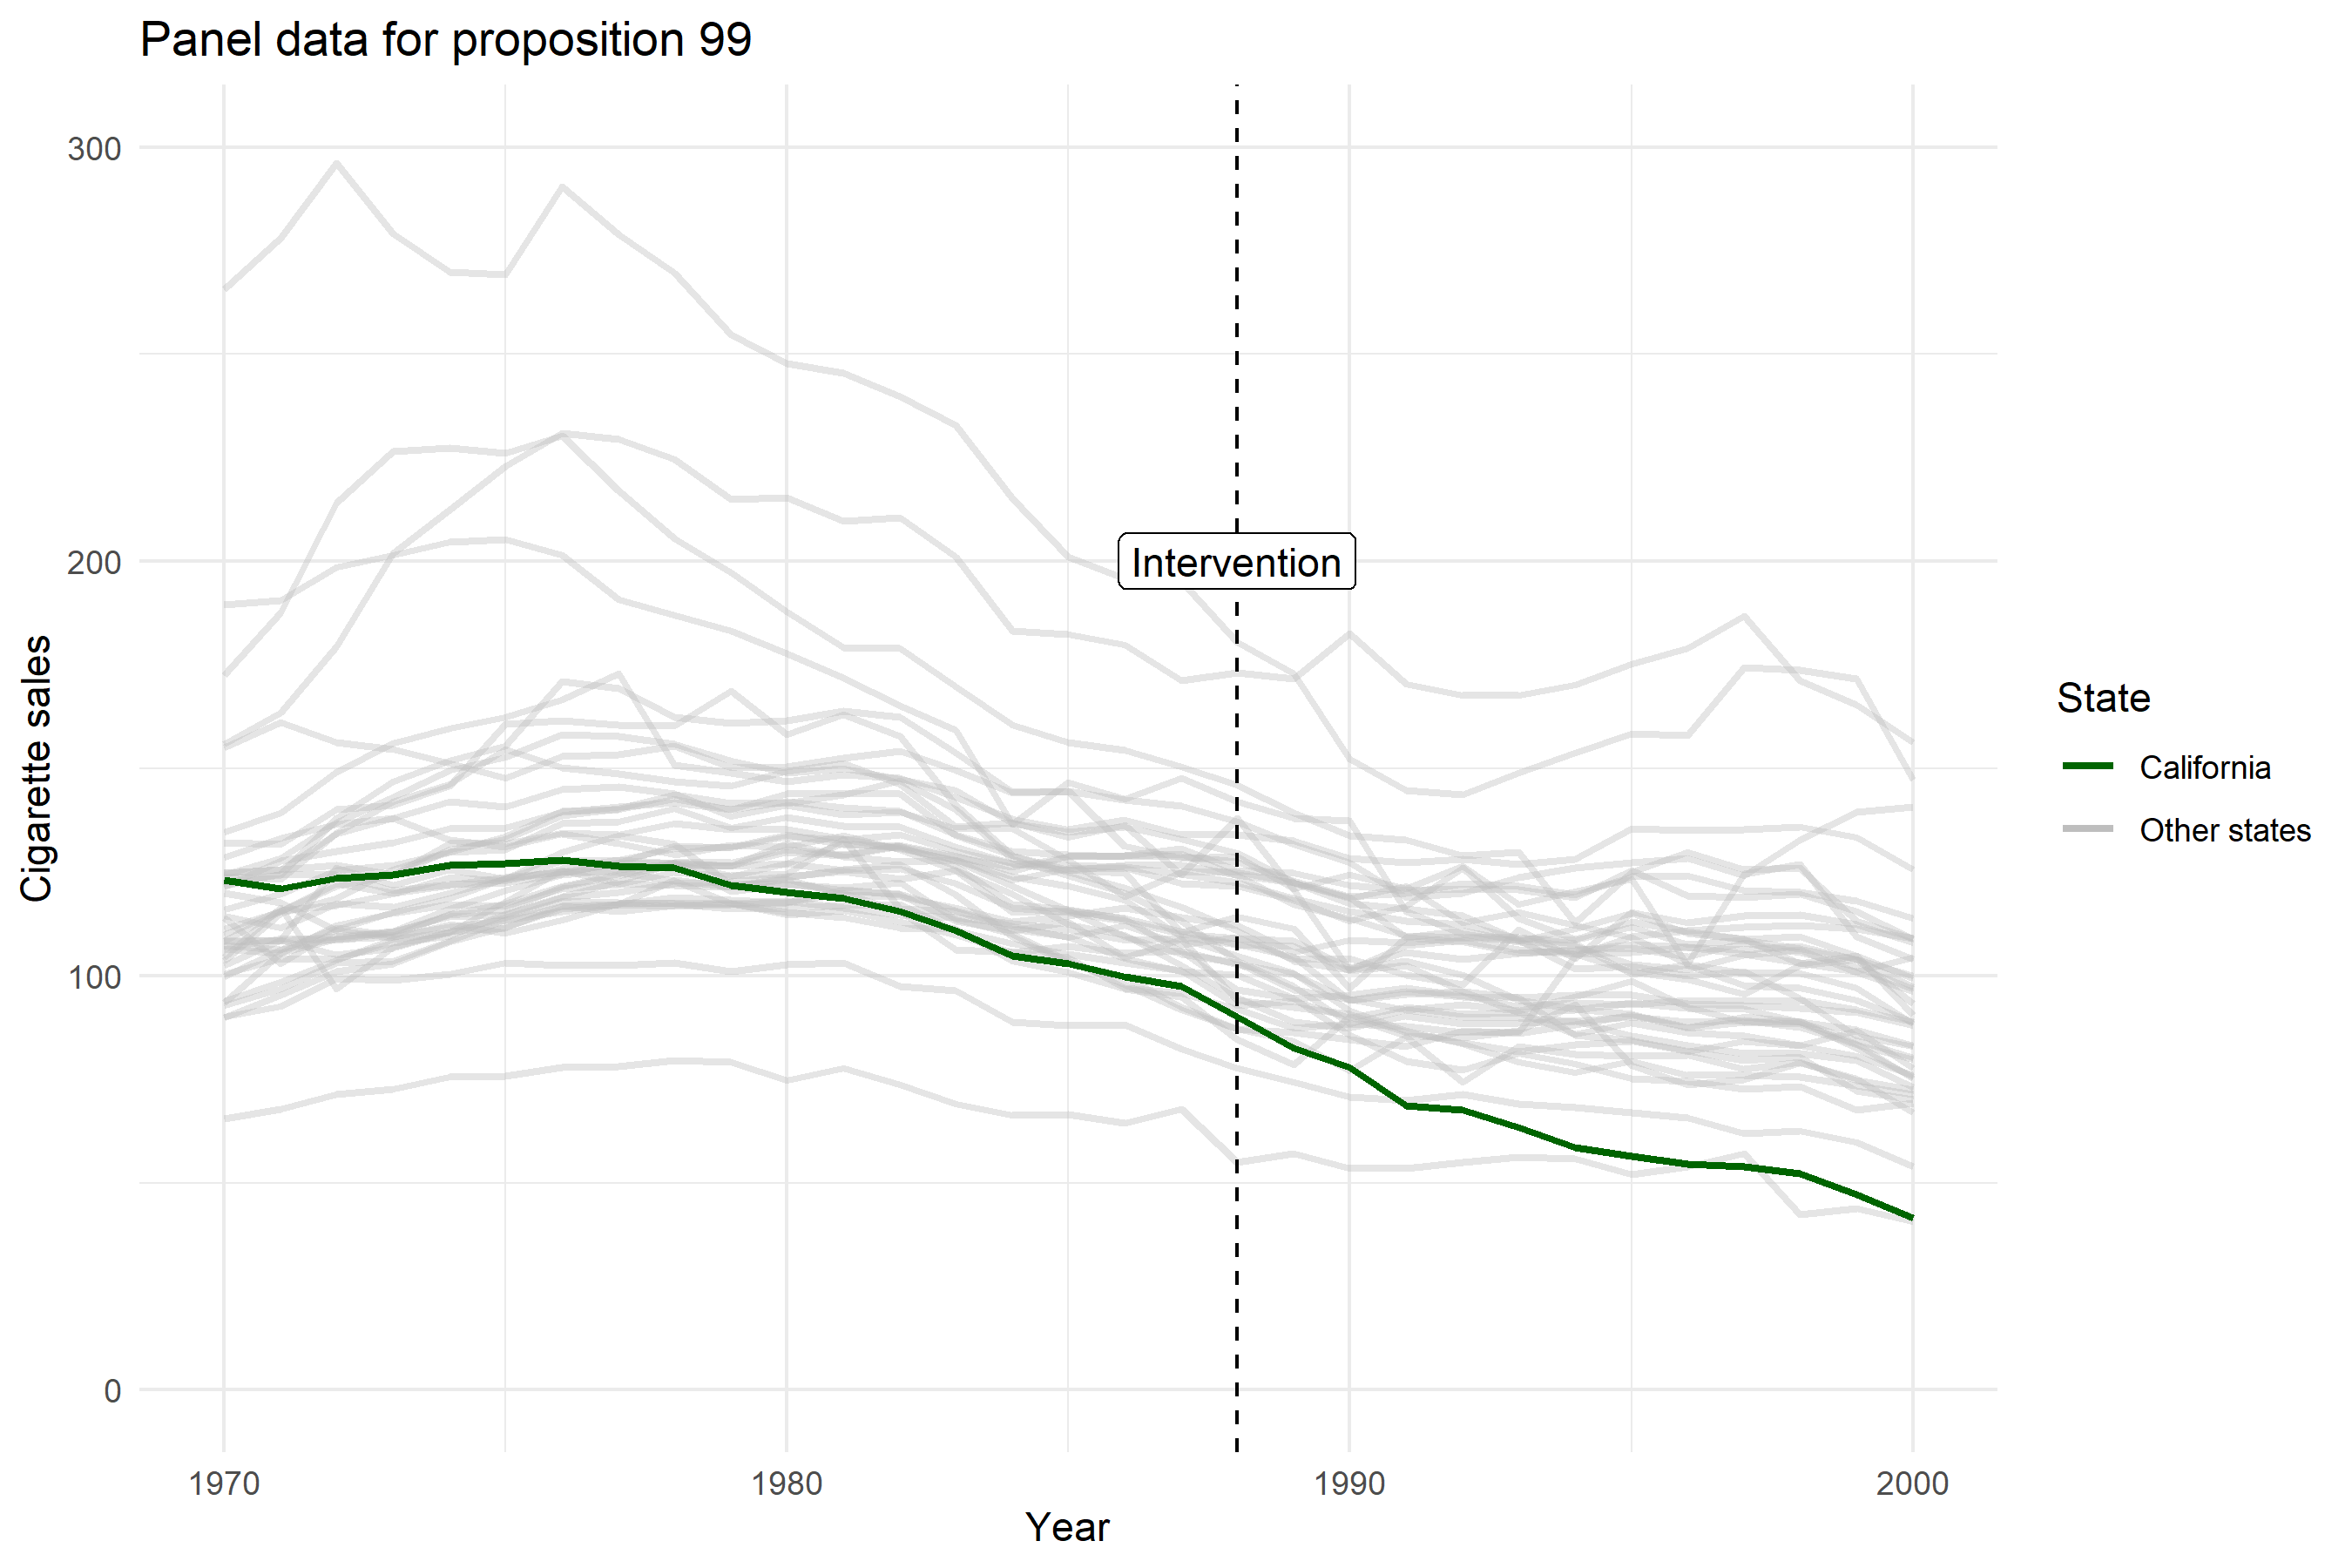 Panel data for proposition 99
300
200
100
0
Cigarette sales
Intervention
1970
1980
1990
2000
Year
State
California
Other states